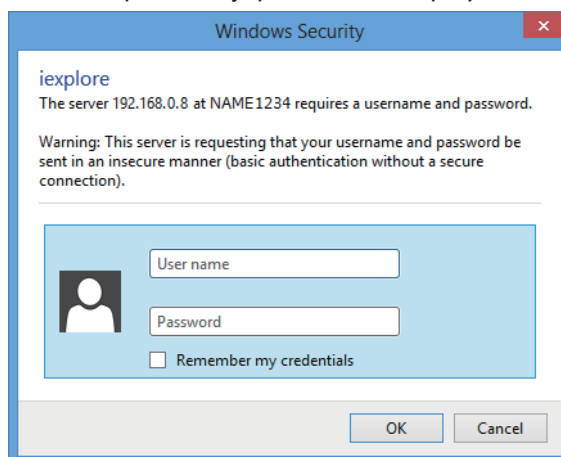 Windows Security
iexplore
The server 192.168.0.8 at NAME1234 requires a username and password.
Warning: This server is requesting that your username and password be
sent in an insecure manner (basic authentication without a secure
connection).
User name
Password
Remember my credentials
OK Cancel